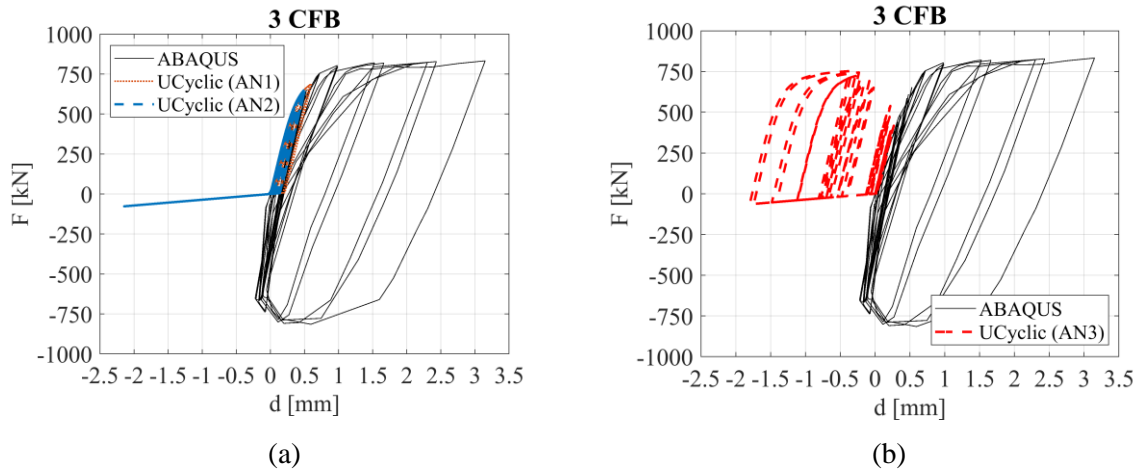 3 CFB
1000
750
500
250
0
-250
-500
-750
-1000
F [kN]
ABAQUS
UCyclic (AN1)
UCyclic (AN2)
-2.5 -2 -1.5 -1 -0.5 0 0.5 1 1.5 2 2.5 3 3.5
d [mm]
(a)
3 CFB
1000
750
500
250
0
-250
-500
-750
-1000
F [kN]
ABAQUS
UCyclic (AN3)
-2.5 -2 -1.5 -1 -0.5 0 0.5 1 1.5 2 2.5 3 3.5
d [mm]
(b)